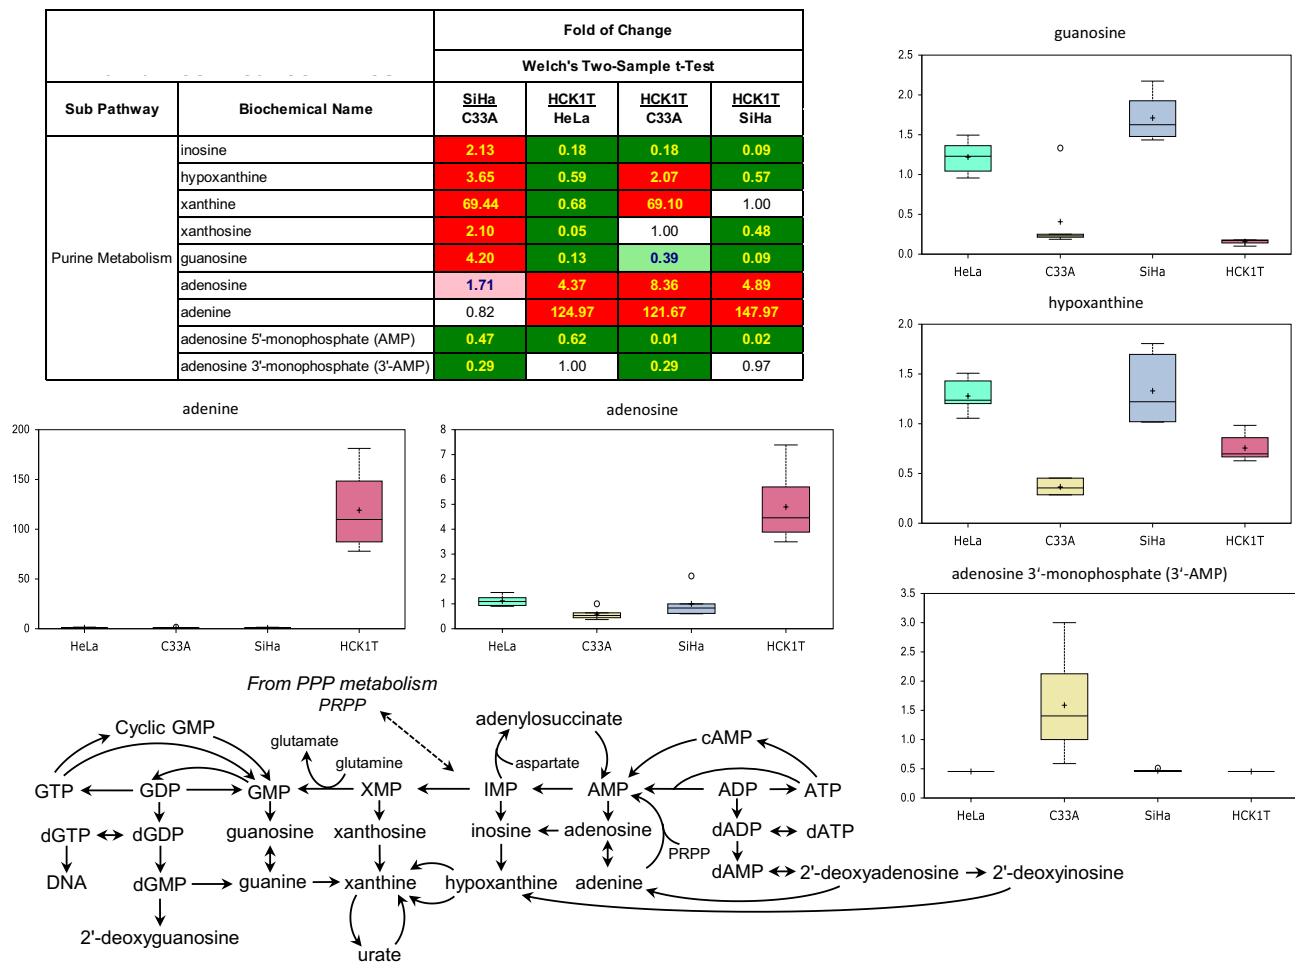 Fold of Change
Welch's Two-Sample t-Test
Sub Pathway Biochemical Name SiHa C33A HCK1T HeLa HCK1T C33A HCK1T SiHa
Purine Metabolism
inosine 2.13 0.18 0.18 0.09
hypoxanthine 3.65 0.59 2.07 0.57
xanthine 69.44 0.68 69.10 1.00
xanthosine 2.10 0.05 1.00 0.48
guanosine 4.20 0.13 0.39 0.09
adenosine 1.71 4.37 8.36 4.89
adenine 0.82 124.97 121.67 147.97
adenosine 5'-monophosphate (AMP) 0.47 0.62 0.01 0.02
adenosine 3'-monophosphate (3'-AMP) 0.29 1.00 0.29 0.97
guanosine
2.5
2.0
1.5
1.0
0.5
0.0
HeLa C33A SiHa HCK1T
hypoxanthine
2.0
1.5
1.0
0.5
0.0
HeLa C33A SiHa HCK1T
adenine
200
150
100
50
0
HeLa C33A SiHa HCK1T
adenosine
8
7
6
5
4
3
2
1
0
HeLa C33A SiHa HCK1T
adenosine 3‘-monophosphate (3‘-AMP)
3.5
3.0
2.5
2.0
1.5
1.0
0.5
0.0
HeLa C33A SiHa HCK1T
From PPP metabolism
PRPP
Cyclic GMP
glutamate
glutamine
adenylosuccinate
aspartate
cAMP
GTP GDP GMP XMP IMP AMP ADP ATP
dGTP dGDP guanosine xanthosine inosine adenosine dADP dATP
PRPP
DNA dGMP guanine xanthine hypoxanthine adenine dAMP 2'-deoxyadenosine 2'-deoxyinosine
2'-deoxyguanosine
urate